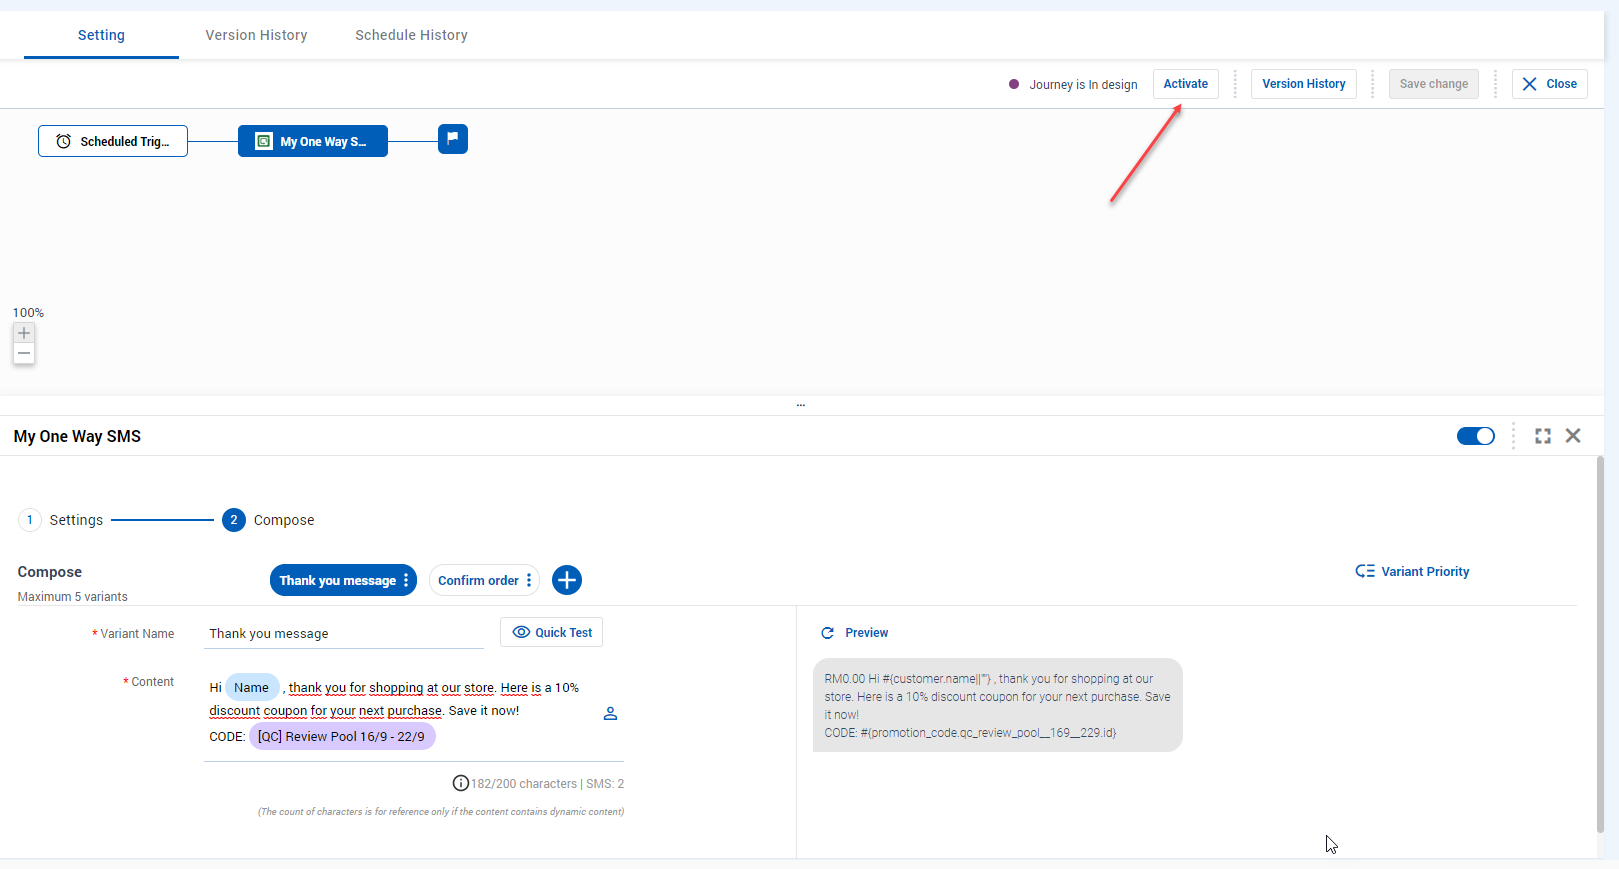 Setting Version History Schedule History
Journey is In design Activate Version History Save change Close
Scheduled Trig... My One Way S...
100%
...
My One Way SMS
1 Settings 2 Compose
Compose Thank you message Confirm order Variant Priority
Maximum 5 variants
* Variant Name Thank you message Quick Test Preview
* Content
Hi Name , thank you for shopping at our store. Here is a 10%
discount coupon for your next purchase. Save it now!
CODE: [QC] Review Pool 16/9 - 22/9
182/200 characters | SMS: 2
(The count of characters is for reference only if the content contains dynamic content)
RM0.00 Hi #{customer.name||""} , thank you for shopping at our
store. Here is a 10% discount coupon for your next purchase. Save
it now!
CODE: #{promotion_code.qc_review_pool__169__229.id}